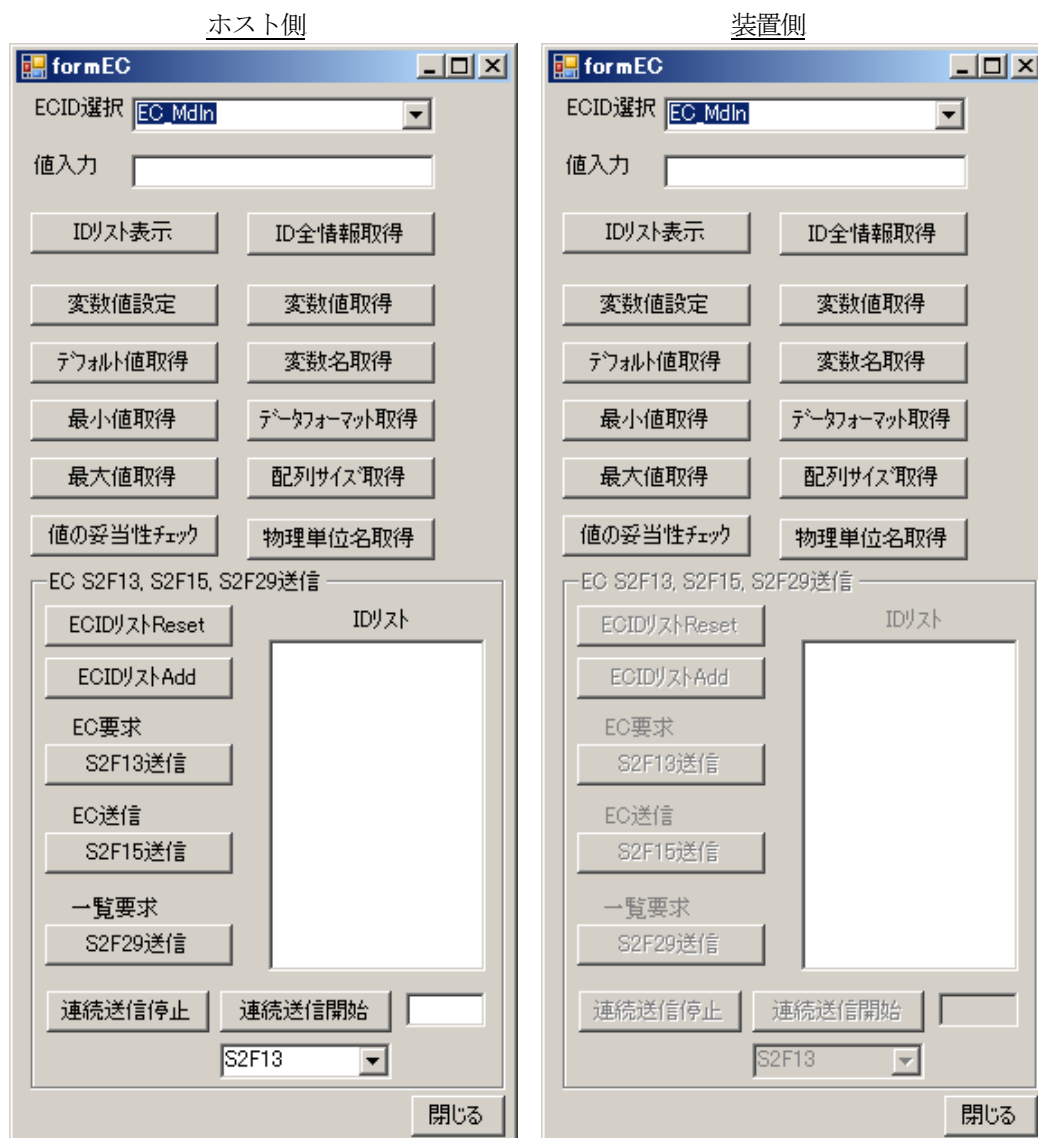 ホスト側
formEC
ECID選択 EC_Mdln
値入力
IDリスト表示 ID全情報取得
変数値設定 変数値取得
デフォルト値取得 変数名取得
最小値取得 データフォーマット取得
最大値取得 配列サイズ取得
値の妥当性チェック 物理単位名取得
EC S2F13, S2F15, S2F29送信
ECIDリストReset IDリスト
ECIDリストAdd
EC要求
S2F13送信
EC送信
S2F15送信
一覧要求
S2F29送信
連続送信停止 連続送信開始
S2F13
閉じる
装置側
formEC
ECID選択 EC_Mdln
値入力
IDリスト表示 ID全情報取得
変数値設定 変数値取得
デフォルト値取得 変数名取得
最小値取得 データフォーマット取得
最大値取得 配列サイズ取得
値の妥当性チェック 物理単位名取得
EC S2F13, S2F15, S2F29送信
ECIDリストReset IDリスト
ECIDリストAdd
EC要求
S2F13送信
EC送信
S2F15送信
一覧要求
S2F29送信
連続送信停止 連続送信開始
S2F13
閉じる